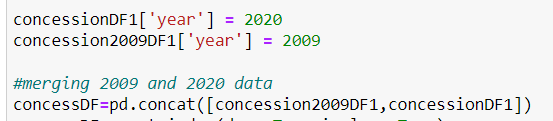 concessionDF1['year'] = 2020
concession2009DF1['year'] = 2009
#merging 2009 and 2020 data
concessDF=pd.concat([concession2009DF1,concessionDF1])